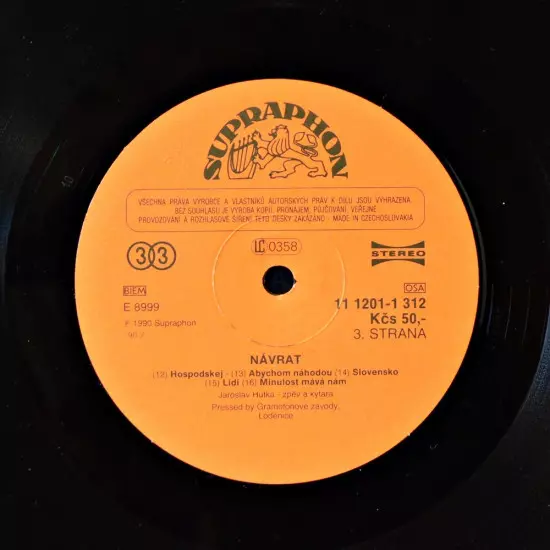 SUPRAPHON
VŠECHNA PRÁVA VÝROBCE A VLASTNÍKŮ AUTORSKÝCH PRÁV K DÍLU JSOU VYHRAZENA.
BEZ SOUHLASU JE VÝROBA KOPIÍ, PRONÁJEM, PŮJČOVÁNÍ, VEŘEJNÉ
PROVOZOVÁNÍ A ROZHLASOVÉ ŠÍŘENÍ TÉTO DESKY ZAKÁZÁNO - MADE IN CZECHOSLOVAKIA
33
LC 0358
STEREO
BIEM
OSA
E 8999
11 1201-1 312
℗ 1990 Supraphon
Kčs 50,-
90 2
3. STRANA
NÁVRAT
(12) Hospodskej - (13) Abychom náhodou (14) Slovensko
(15) Lidi (16) Minulost mává nám
Jaroslav Hutka - zpěv a kytara
Pressed by Gramofonové závody,
Loděnice